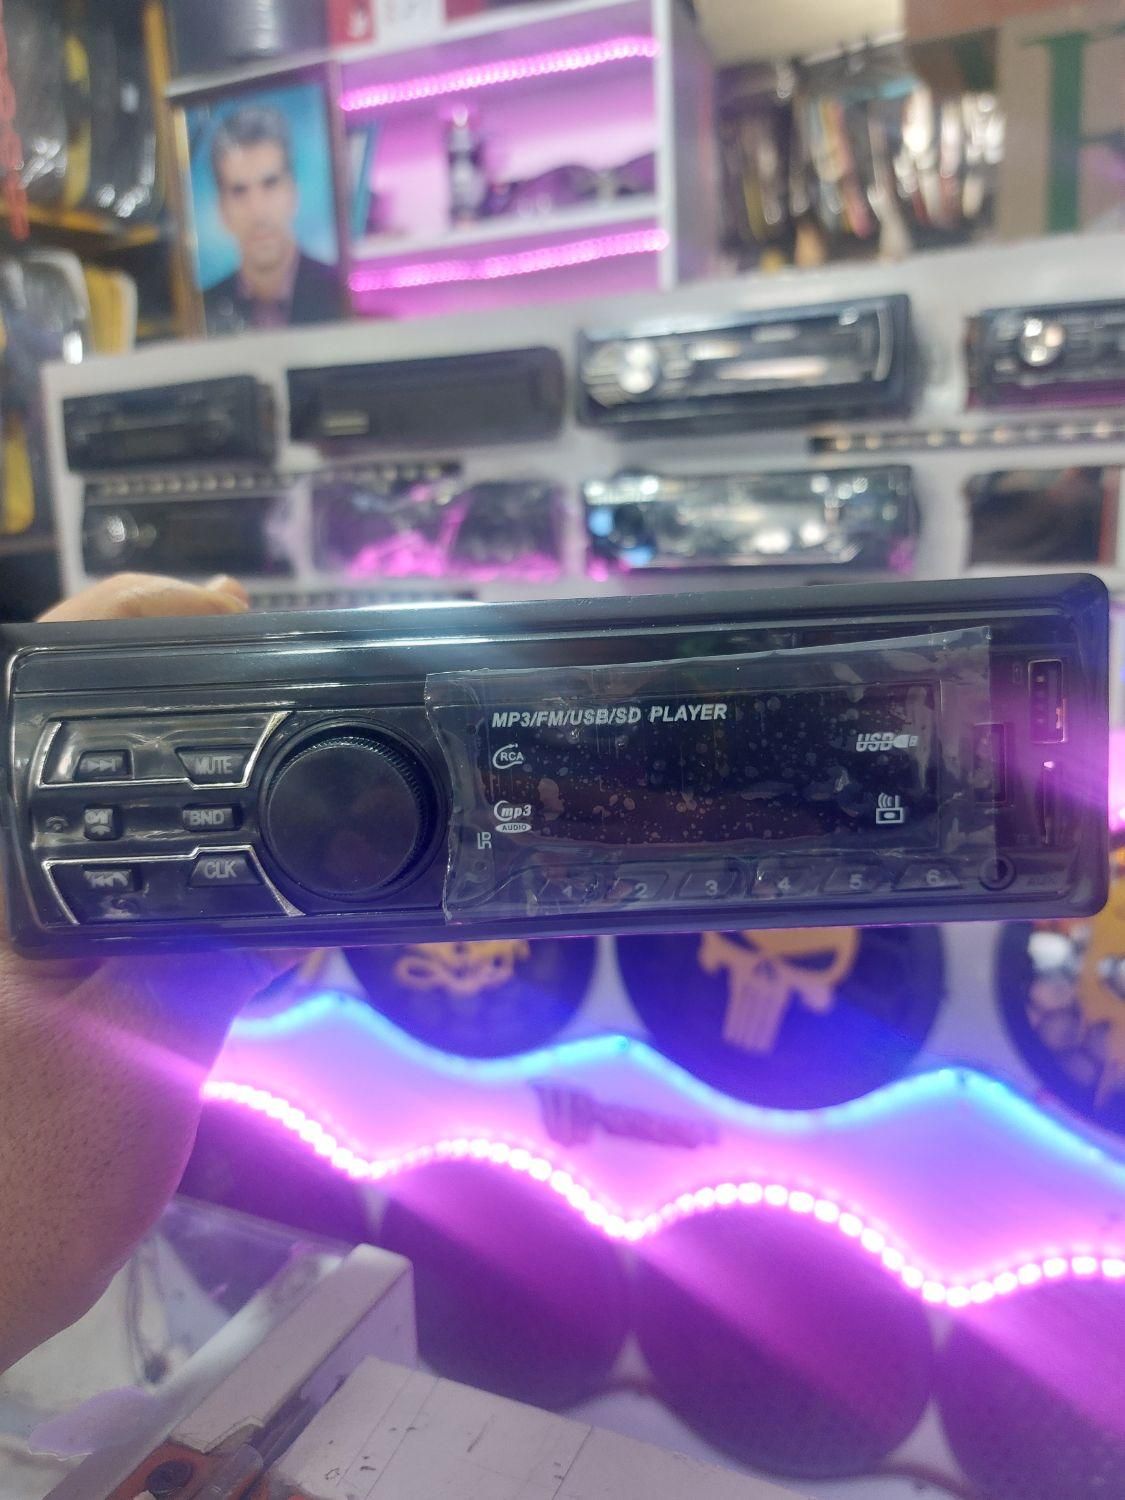 MP3/FM/USB/SD PLAYER
RCA
USB
MUTE
mp3
AUDIO
BND
CLK
1 2 3 4 5 6